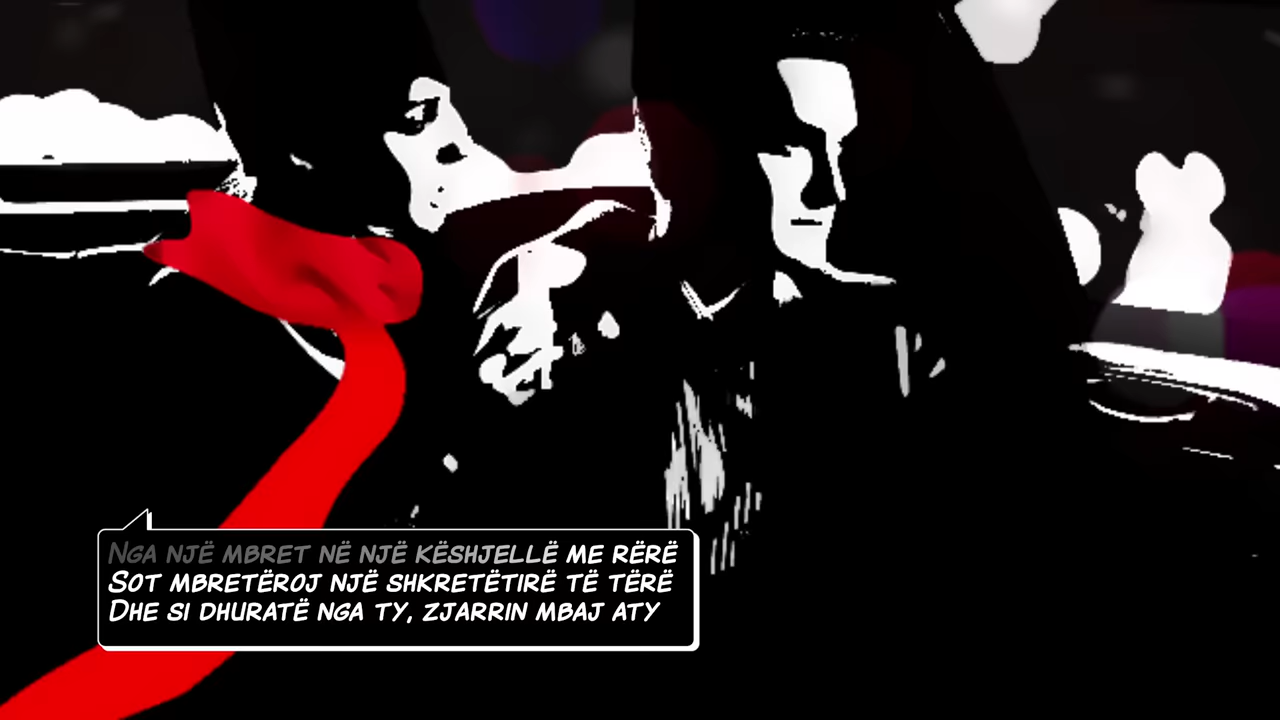 Nga një mbret në një kështjellë me rërë
Sot mbretëroj një shkretëtirë të tërë
Dhe si dhuratë nga ty, zjarrin mbaj aty